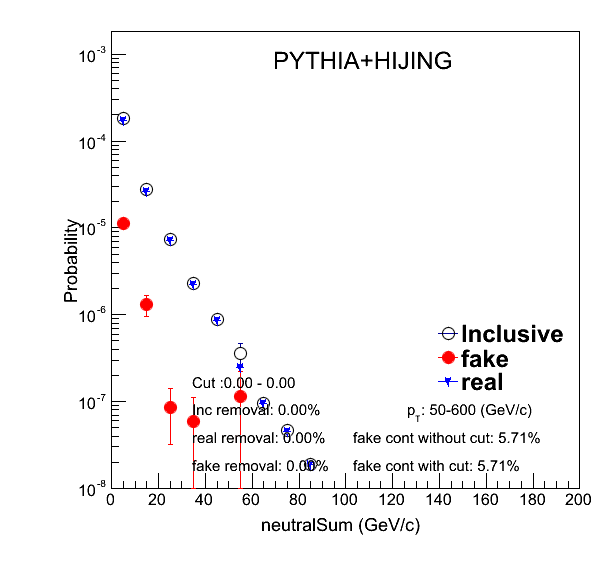 PYTHIA+HIJING
10-3
10-4
10-5
10-6
10-7
10-8
Probability
Inclusive
fake
real
Cut :0.00 - 0.00
Inc removal: 0.00%
pT: 50-600 (GeV/c)
real removal: 0.00%
fake cont without cut: 5.71%
fake removal: 0.00%
fake cont with cut: 5.71%
0 20 40 60 80 100 120 140 160 180 200
neutralSum (GeV/c)